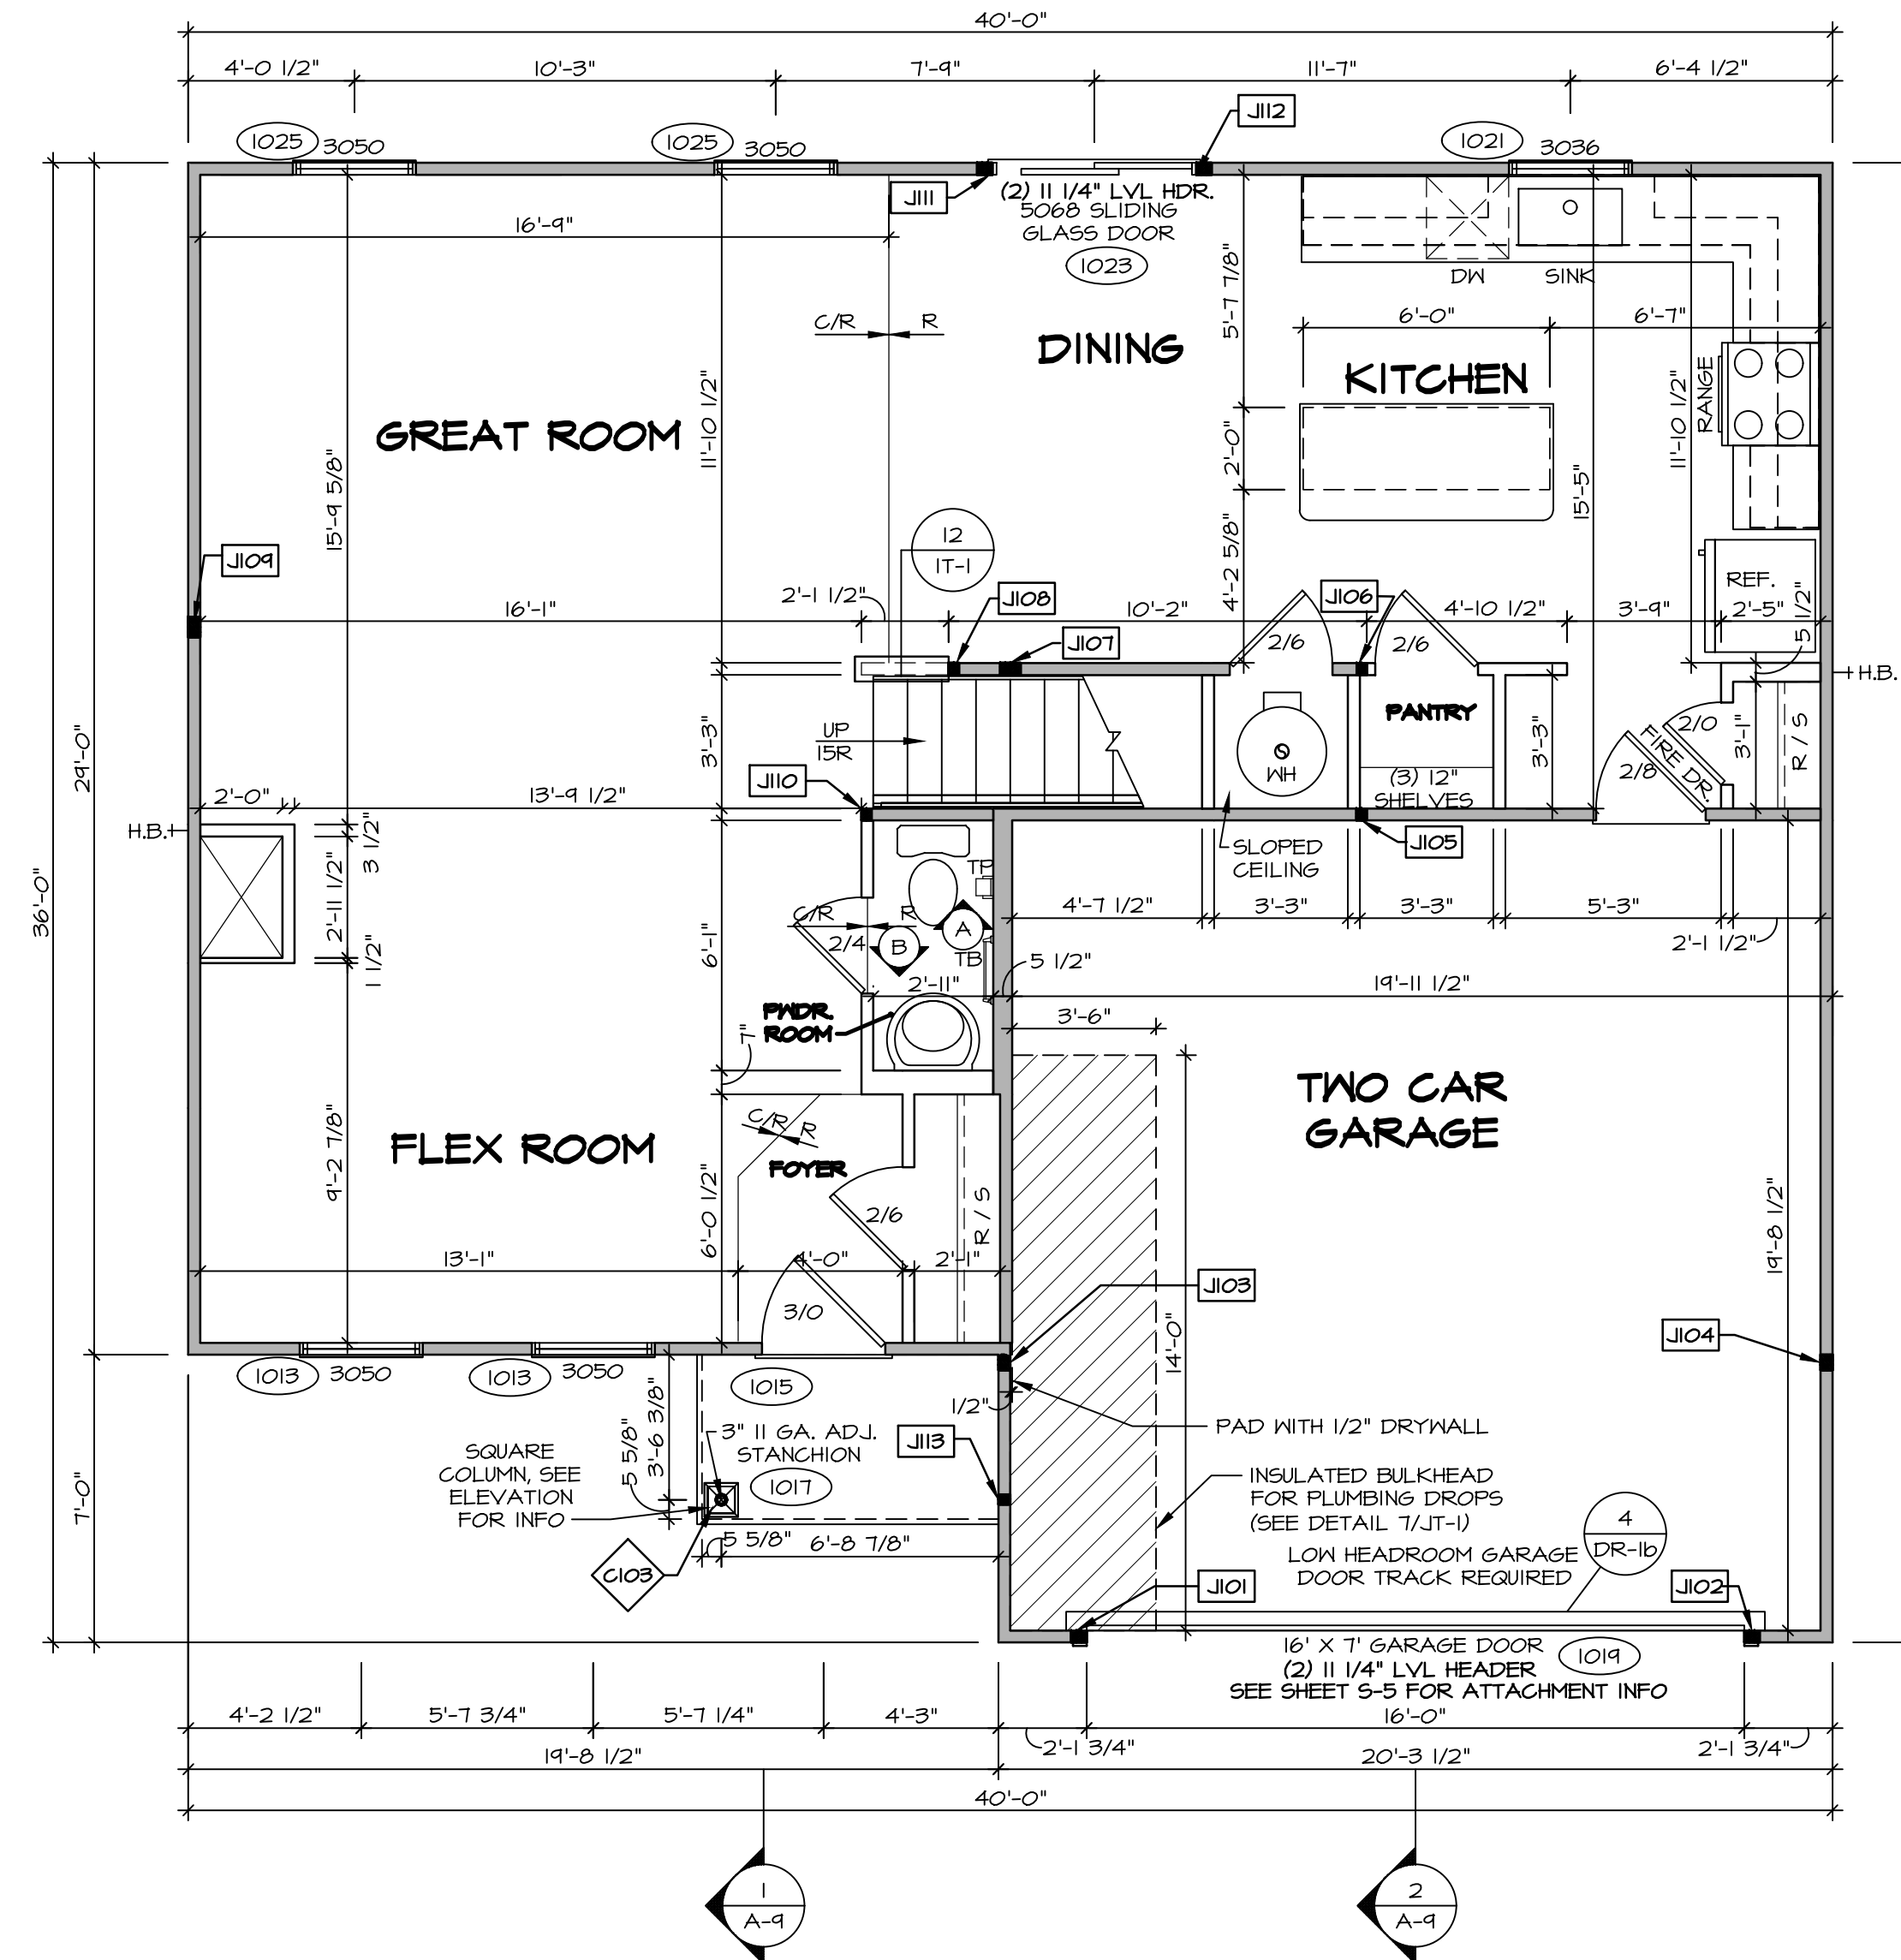 40'-0"
4'-0 1/2" 10'-3" 7'-9" 11'-7" 6'-4 1/2"
J112
1025 3050 1025 3050 1021 3036
J111
(2) 11 1/4" LVL HDR.
5068 SLIDING
GLASS DOOR
1023
16'-9"
DW SINK
C/R R
5'-7 7/8"
6'-0" 6'-7"
DINING
KITCHEN
RANGE
GREAT ROOM
11'-10 1/2"
11'-10 1/2"
2'-0"
15'-9 5/8"
15'-5"
12
1T-1
J109
4'-2 5/8"
REF.
5 1/2"
16'-1" 2'-1 1/2" J108 10'-2" J106 4'-10 1/2" 3'-9" 2'-5"
J107
2/6 2/6
H.B.
PANTRY
UP
15R
3'-3"
WH
3'-3"
2/0
3'-1"
R / S
FIRE DR.
2/8
J110
(3) 12"
SHELVES
2'-0" 13'-9 1/2"
29'-0"
H.B.
3 1/2"
J105
SLOPED
CEILING
TP
36'-0"
2'-11 1/2"
1 1/2"
C/R R
4'-7 1/2" 3'-3" 3'-3" 5'-3"
2'-1 1/2"
6'-1"
2/4
B
A
TB
5 1/2"
2'-11"
19'-11 1/2"
PWDR.
ROOM
7"
3'-6"
TWO CAR
GARAGE
C/R R
FLEX ROOM
FOYER
9'-2 7/8"
6'-0 1/2"
2/6
R / S
19'-8 1/2"
13'-1" 4'-0" 2'-1"
J103
3/0
14'-0"
J104
1013 3050 1013 3050 1015
1/2"
PAD WITH 1/2" DRYWALL
5 5/8"
3'-6 3/8"
3" 11 GA. ADJ.
STANCHION
1017
J113
SQUARE
COLUMN, SEE
ELEVATION
FOR INFO
INSULATED BULKHEAD
FOR PLUMBING DROPS
(SEE DETAIL 7/JT-1)
7'-0"
4
DR-1b
5 5/8" 6'-8 7/8"
C103
LOW HEADROOM GARAGE
DOOR TRACK REQUIRED
J101
J102
16' X 7' GARAGE DOOR
1019
(2) 11 1/4" LVL HEADER
SEE SHEET S-5 FOR ATTACHMENT INFO
4'-2 1/2" 5'-7 3/4" 5'-7 1/4" 4'-3" 16'-0"
2'-1 3/4" 2'-1 3/4"
19'-8 1/2" 20'-3 1/2"
40'-0"
1
A-9
2
A-9